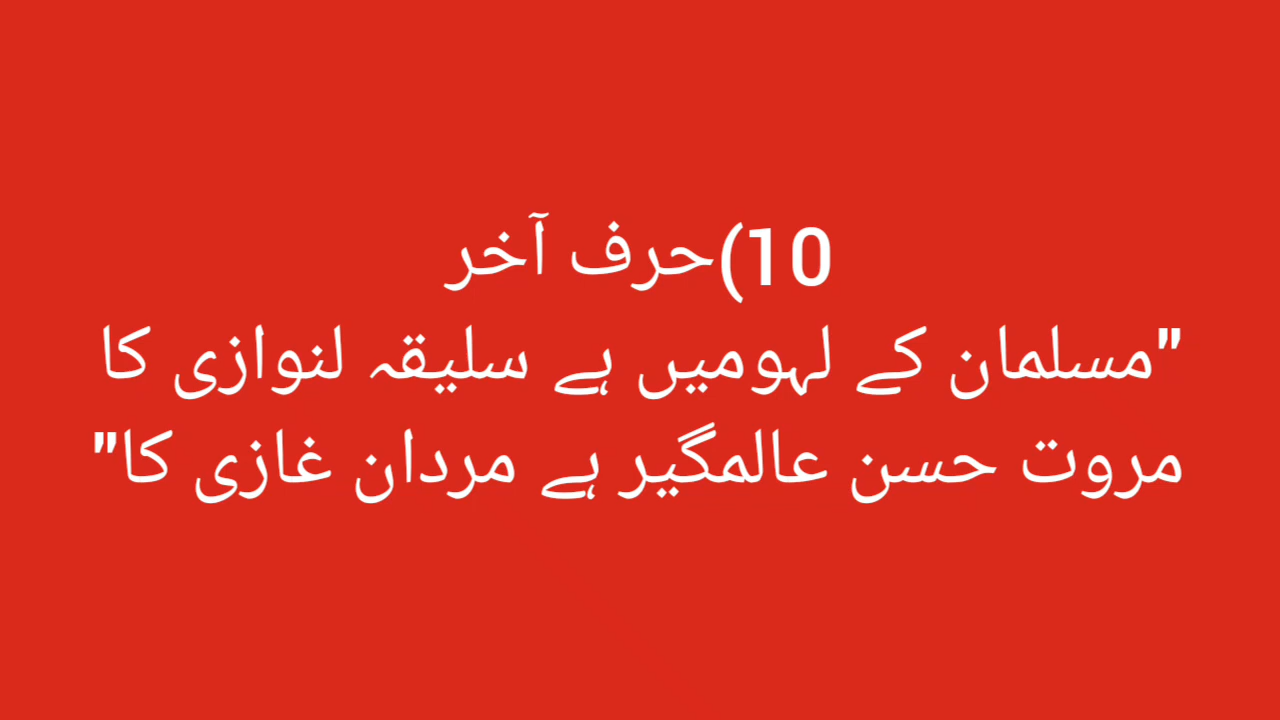 10)حرف آخر
"مسلمان کے لہومیں ہے سلیقہ لنوازی کا
مروت حسن عالمگیر ہے مردان غازی کا"